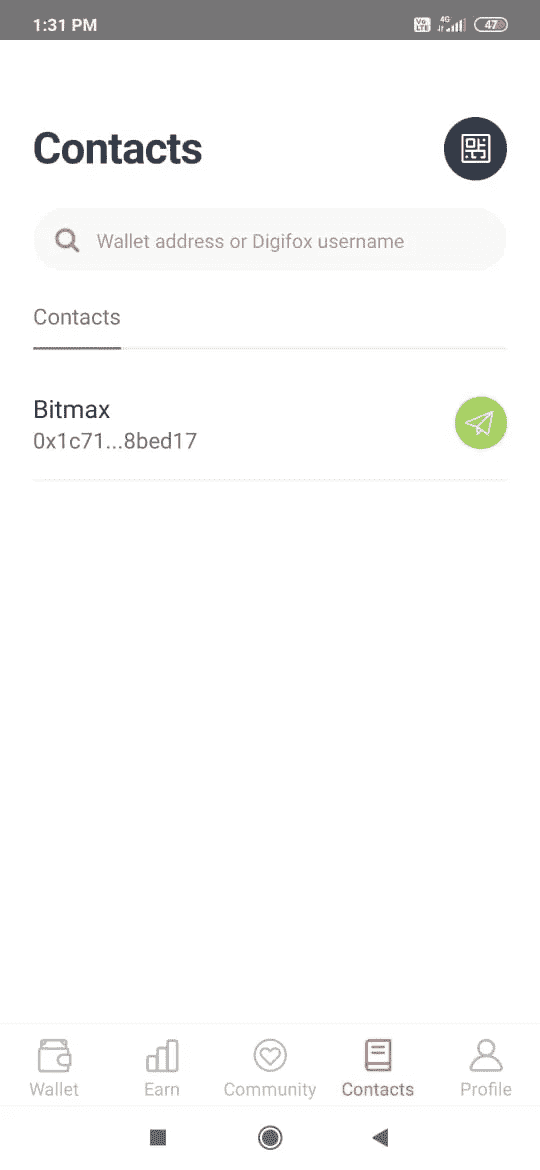 1:31 PM
Vo LTE 4G 47
Contacts
Wallet address or Digifox username
Contacts
Bitmax
0x1c71...8bed17
Wallet Earn Community Contacts Profile